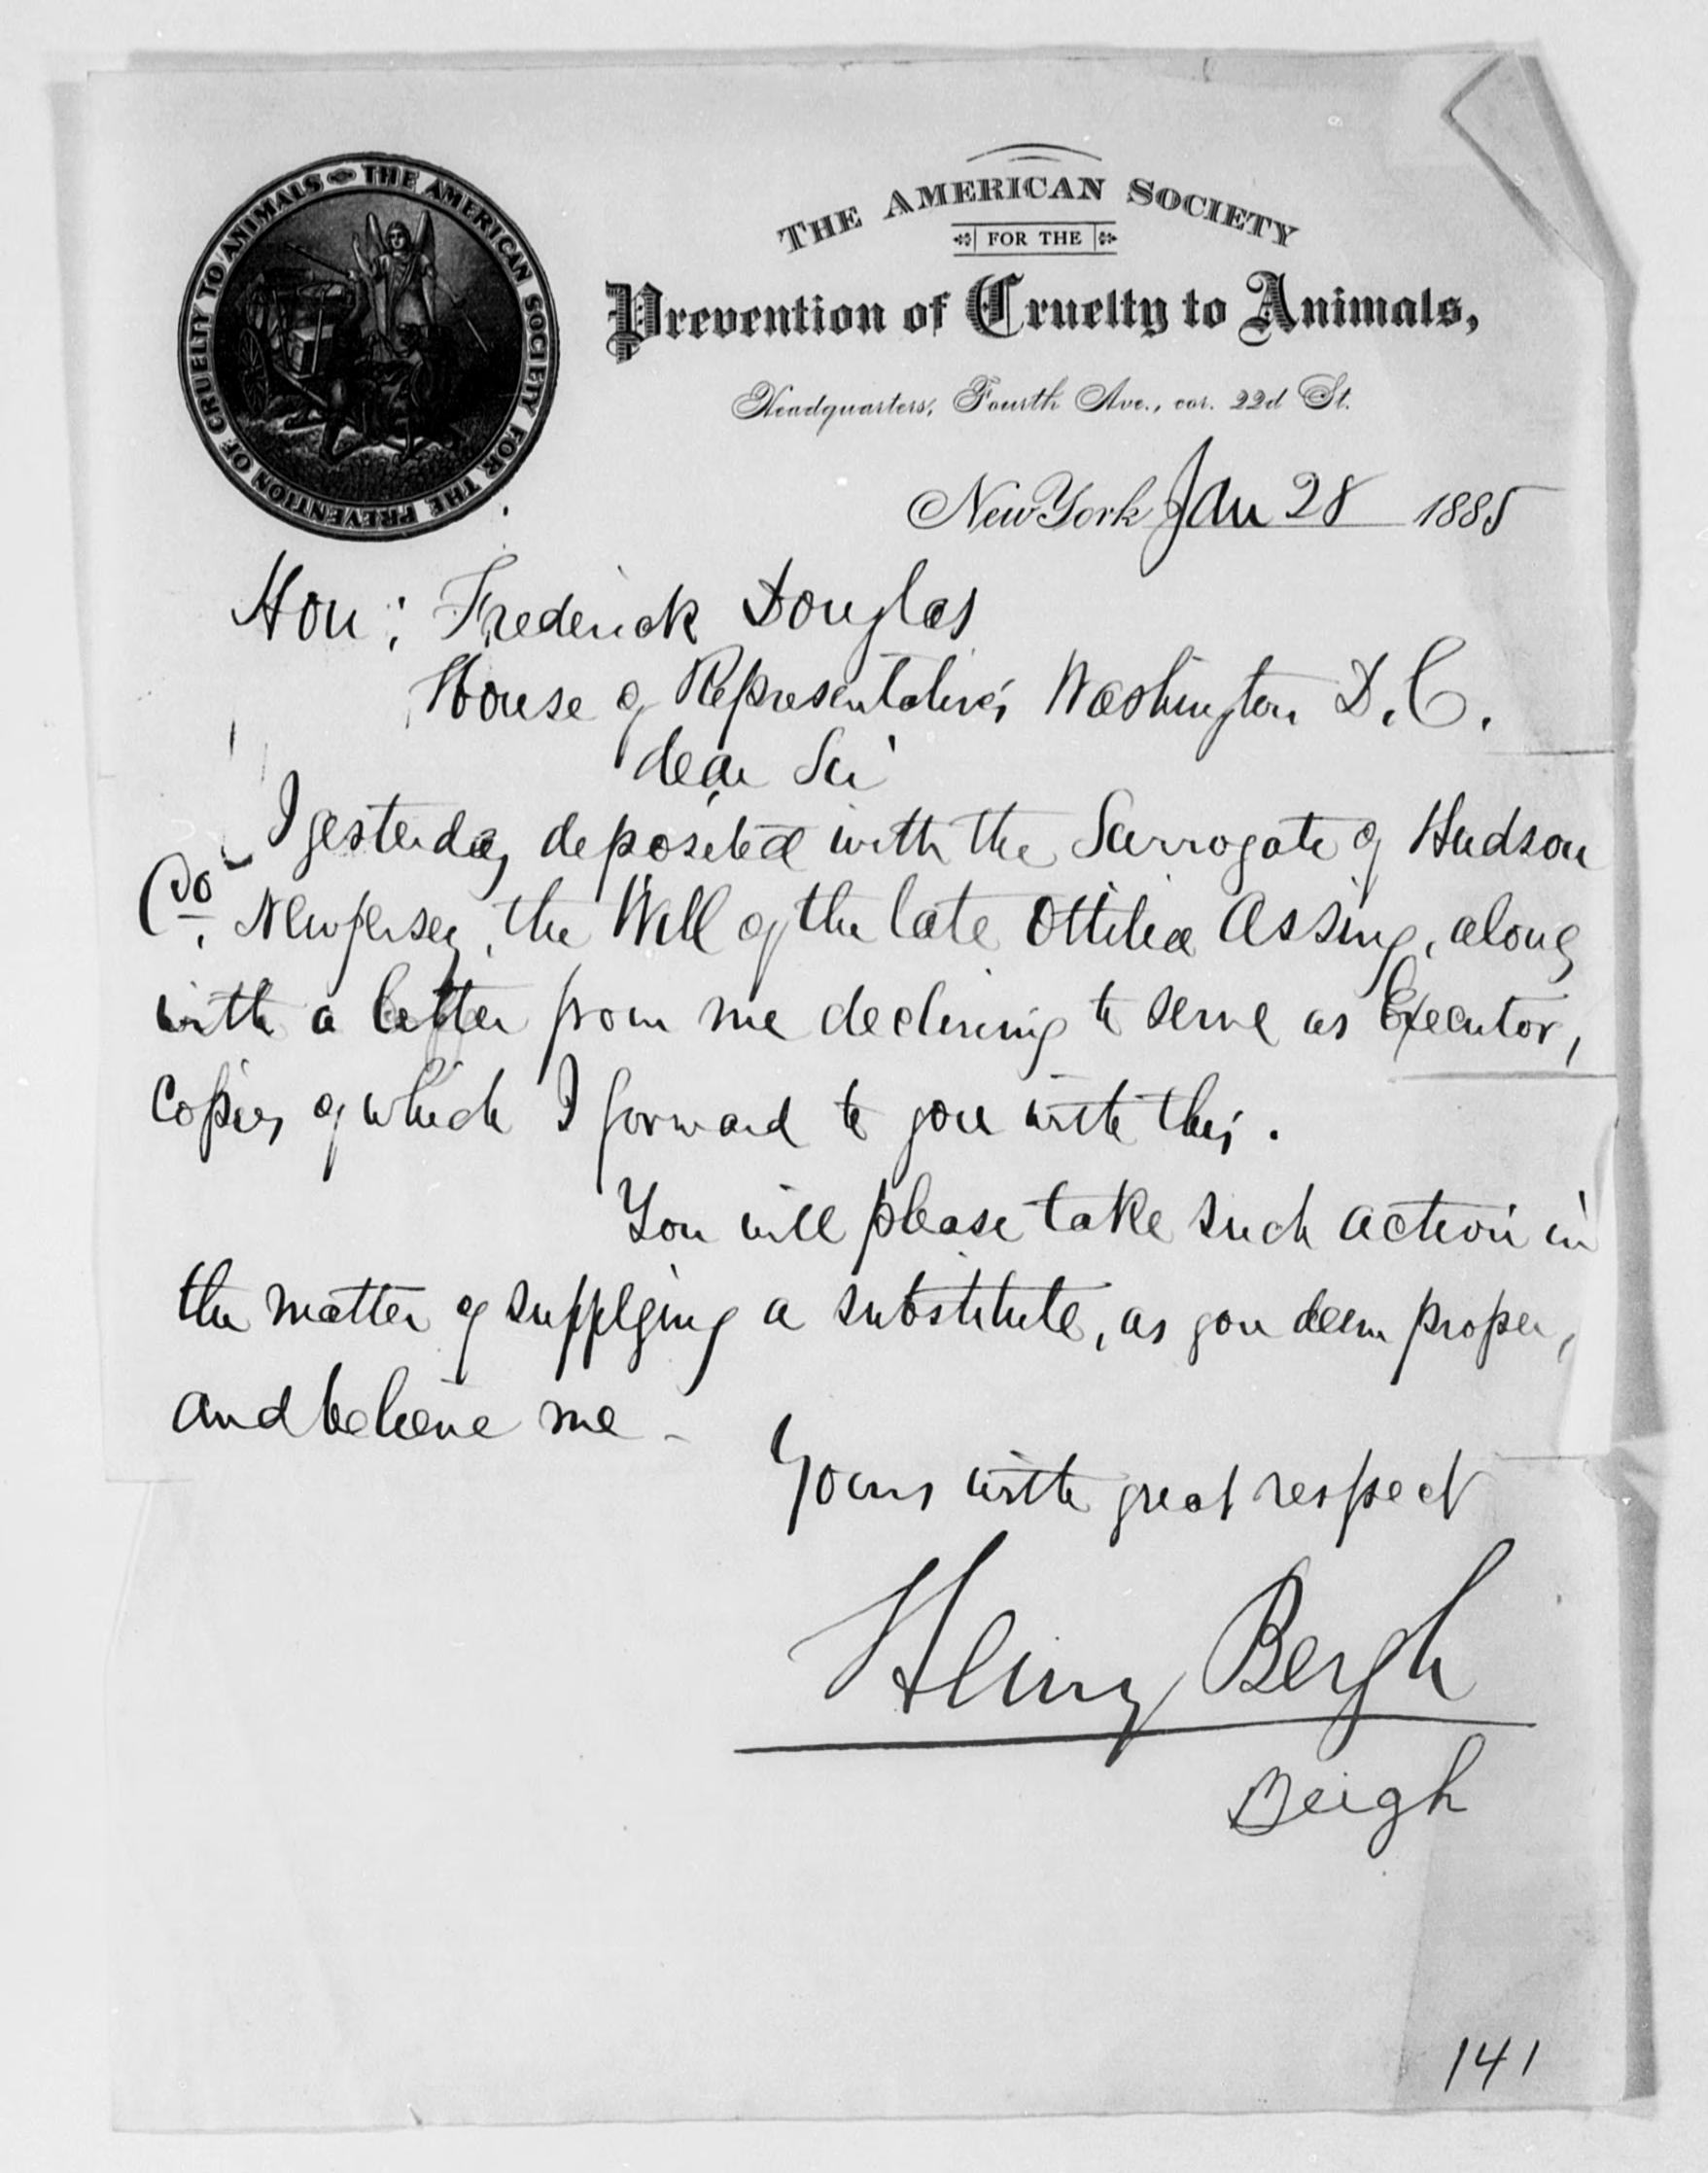 THE AMERICAN SOCIETY FOR THE PREVENTION OF CRUELTY TO ANIMALS
THE AMERICAN SOCIETY
FOR THE
Prevention of Cruelty to Animals,
Headquarters, Fourth Ave., cor. 22d St.
New York Jan 28 1885
Hon: Frederick Douglas
House of Representatives Washington D.C.
dear Sir
I yesterday deposited with the Surrogate of Hudson
Co. New Jersey, the Will of the late Ottilia Assing, along
with a letter from me declining to serve as Executor,
Copies of which I forward to you with this.
You will please take such action in
the matter of supplying a substitute, as you deem proper,
and believe me -
Yours with great respect
Henry Bergh
Beigh
141